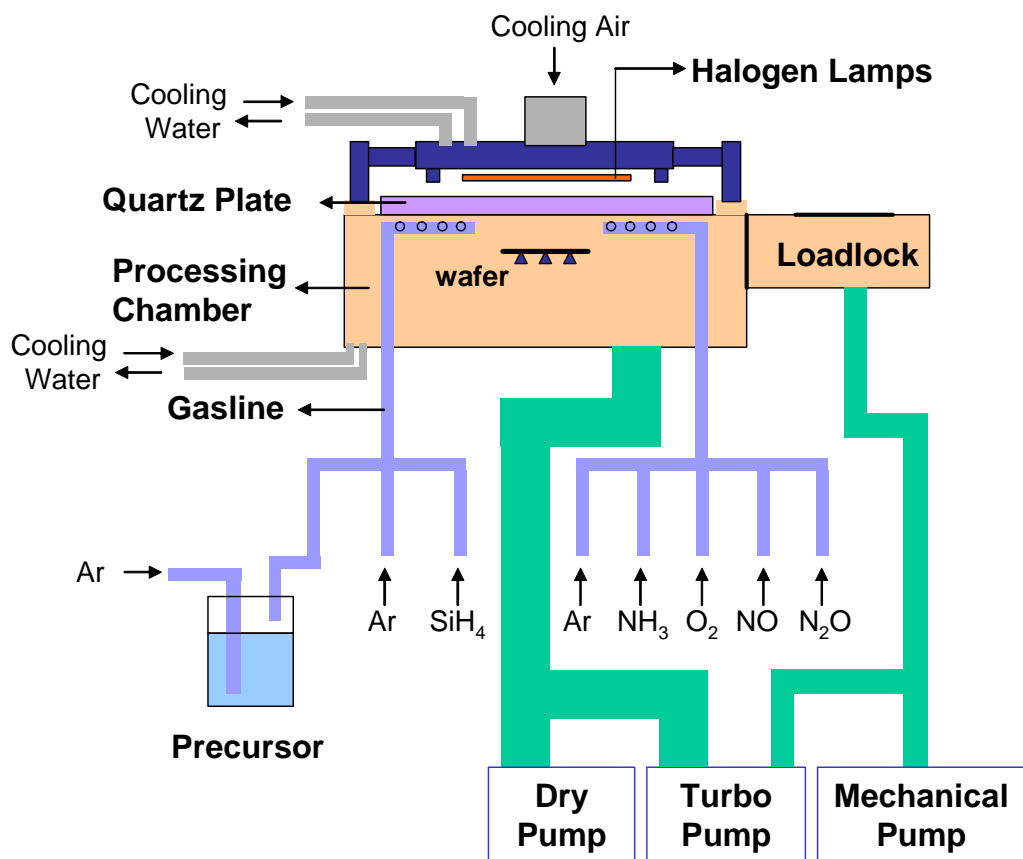 Cooling Air
Halogen Lamps
Cooling
Water
Quartz Plate
Loadlock
wafer
Processing
Chamber
Cooling
Water
Gasline
Ar
Ar
SiH₄
Ar
NH₃
O₂
NO
N₂O
Precursor
Dry
Pump
Turbo
Pump
Mechanical
Pump